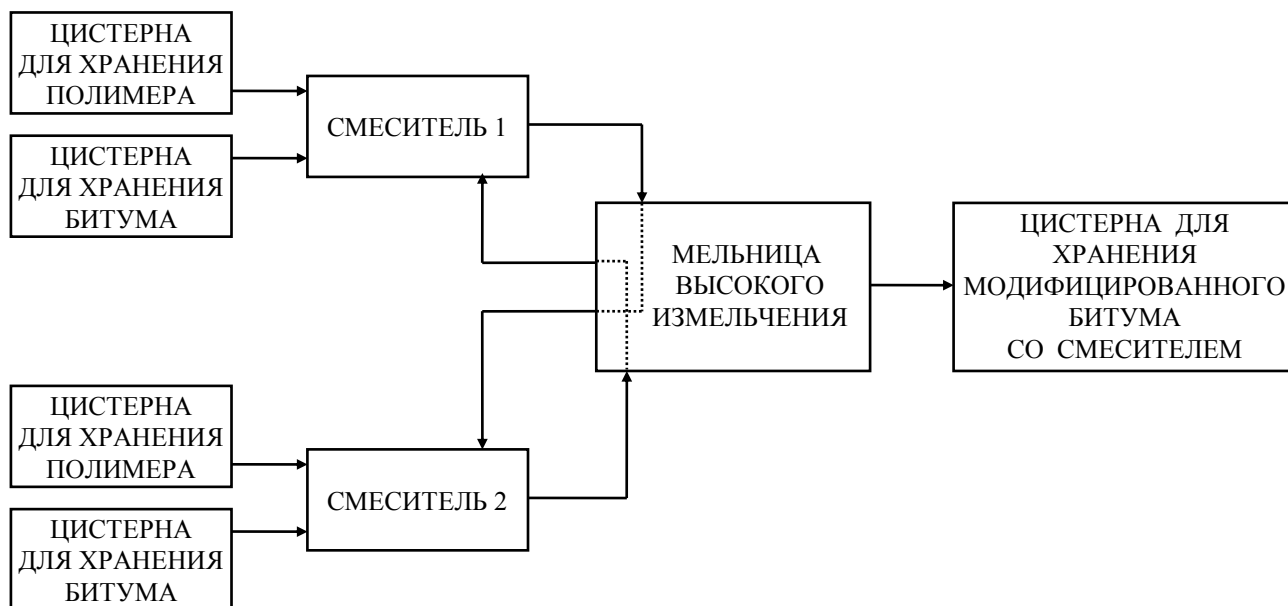 ЦИСТЕРНА
ДЛЯ ХРАНЕНИЯ
ПОЛИМЕРА
ЦИСТЕРНА
ДЛЯ ХРАНЕНИЯ
БИТУМА
СМЕСИТЕЛЬ 1
МЕЛЬНИЦА
ВЫСОКОГО
ИЗМЕЛЬЧЕНИЯ
ЦИСТЕРНА ДЛЯ
ХРАНЕНИЯ
МОДИФИЦИРОВАННОГО
БИТУМА
СО СМЕСИТЕЛЕМ
ЦИСТЕРНА
ДЛЯ ХРАНЕНИЯ
ПОЛИМЕРА
ЦИСТЕРНА
ДЛЯ ХРАНЕНИЯ
БИТУМА
СМЕСИТЕЛЬ 2